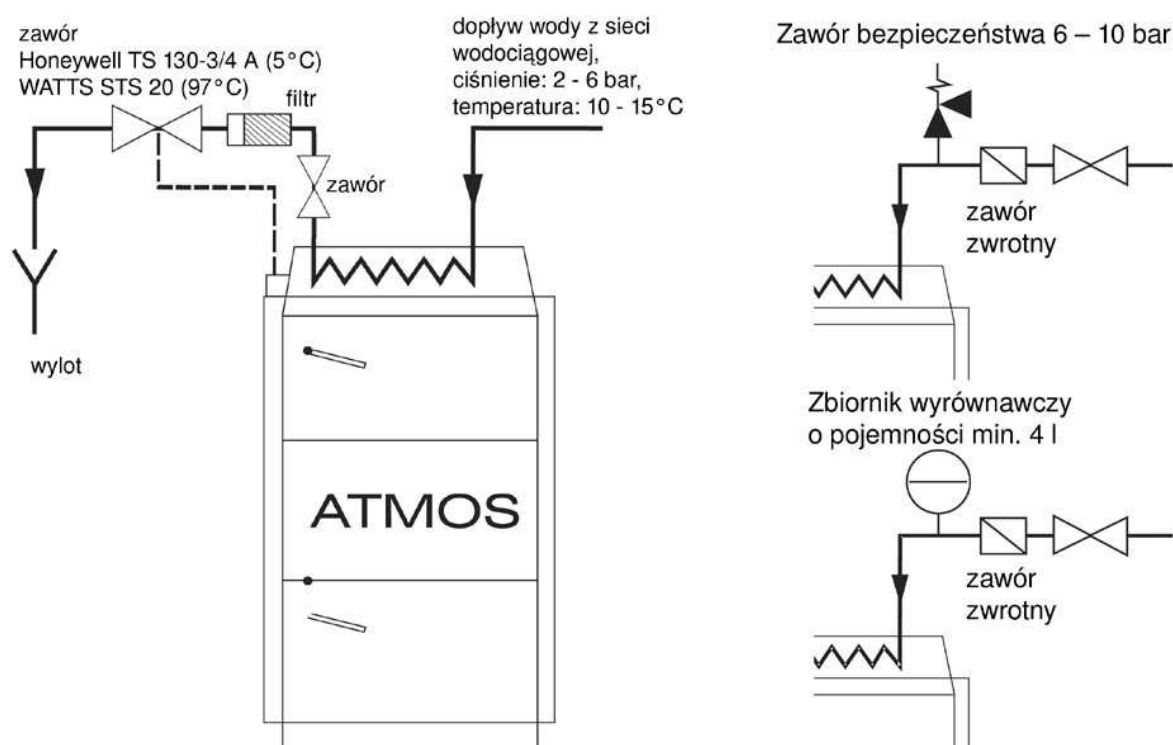 zawór
Honeywell TS 130-3/4 A (5°C)
WATTS STS 20 (97°C)
filtr
dopływ wody z sieci
wodociągowej,
ciśnienie: 2 - 6 bar,
temperatura: 10 - 15°C
zawór
wylot
ATMOS
Zawór bezpieczeństwa 6 – 10 bar
zawór
zwrotny
Zbiornik wyrównawczy
o pojemności min. 4 l
zawór
zwrotny